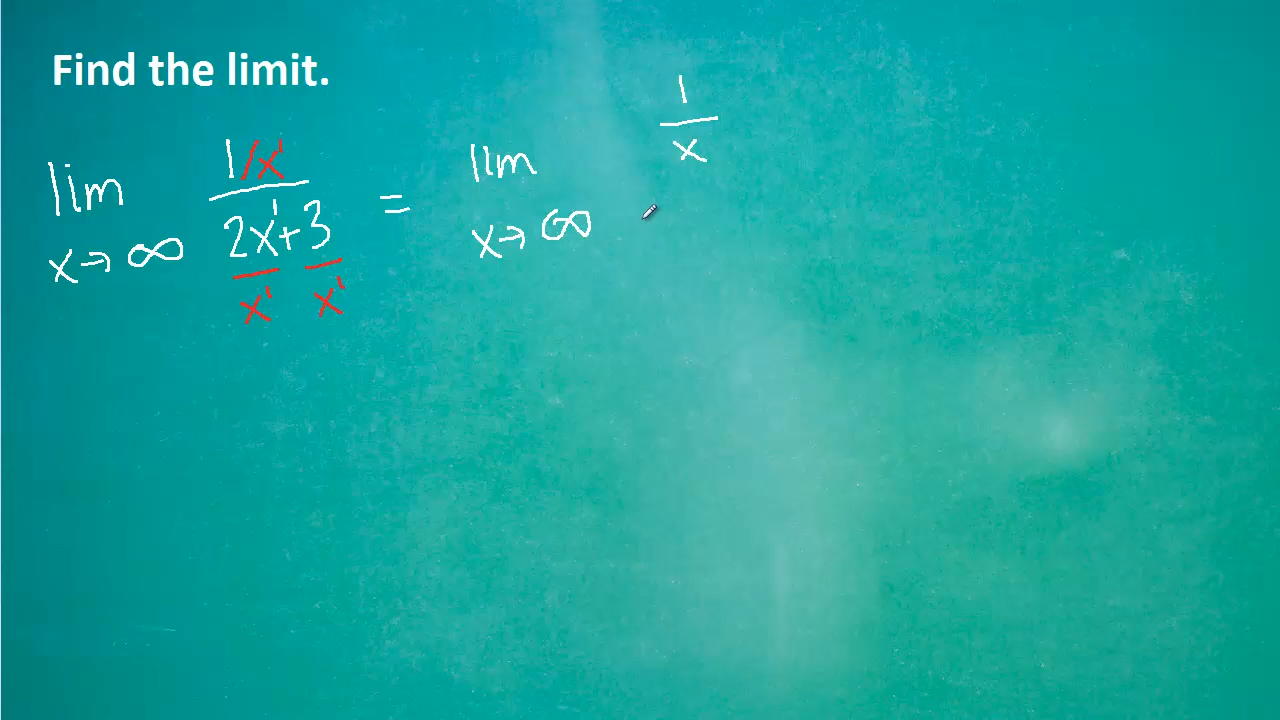 Find the limit.
lim x→∞ 1/x¹ / 2x¹+3 = lim x→∞ 1/x
x¹ x¹